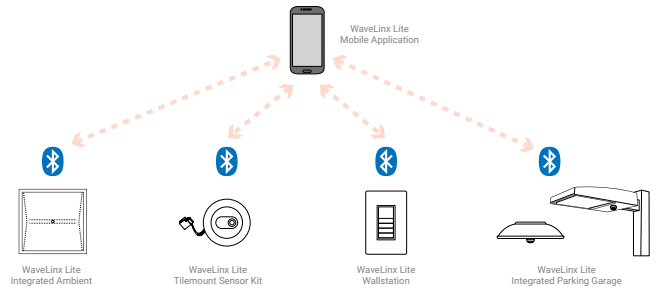 WaveLinx Lite
Mobile Application
WaveLinx Lite
Integrated Ambient
WaveLinx Lite
Tilemount Sensor Kit
WaveLinx Lite
Wallstation
WaveLinx Lite
Integrated Parking Garage